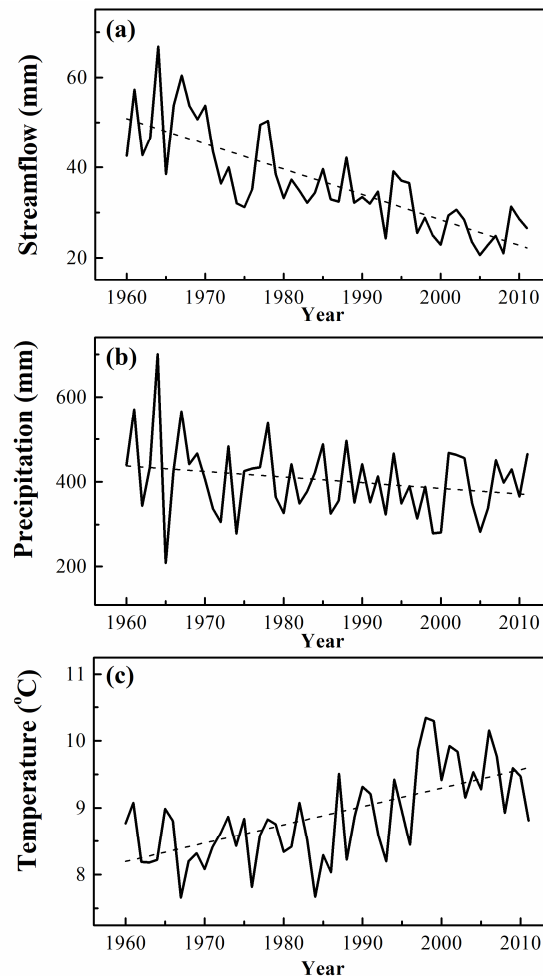 (a)
Streamflow (mm)
60
40
20
1960 1970 1980 1990 2000 2010
Year
(b)
Precipitation (mm)
600
400
200
1960 1970 1980 1990 2000 2010
Year
(c)
Temperature (°C)
11
10
9
8
1960 1970 1980 1990 2000 2010
Year